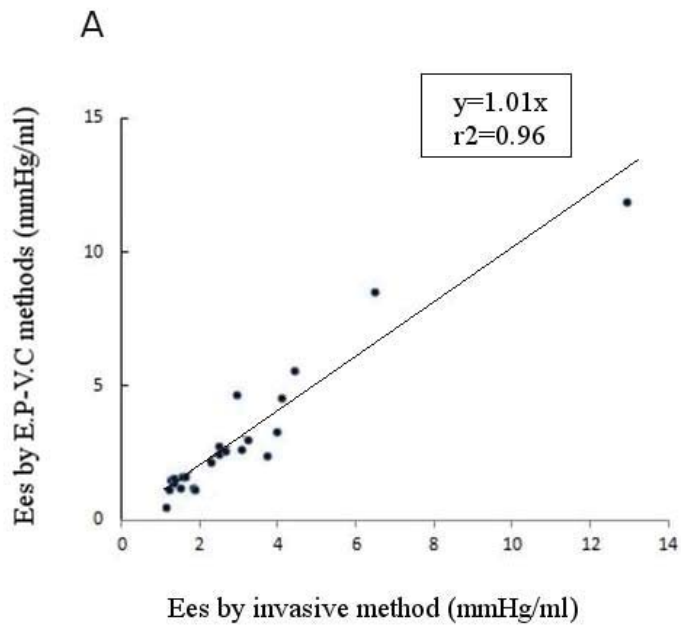 A
y=1.01x
r2=0.96
Ees by E.P-V.C methods (mmHg/ml)
15
10
5
0
0 2 4 6 8 10 12 14
Ees by invasive method (mmHg/ml)